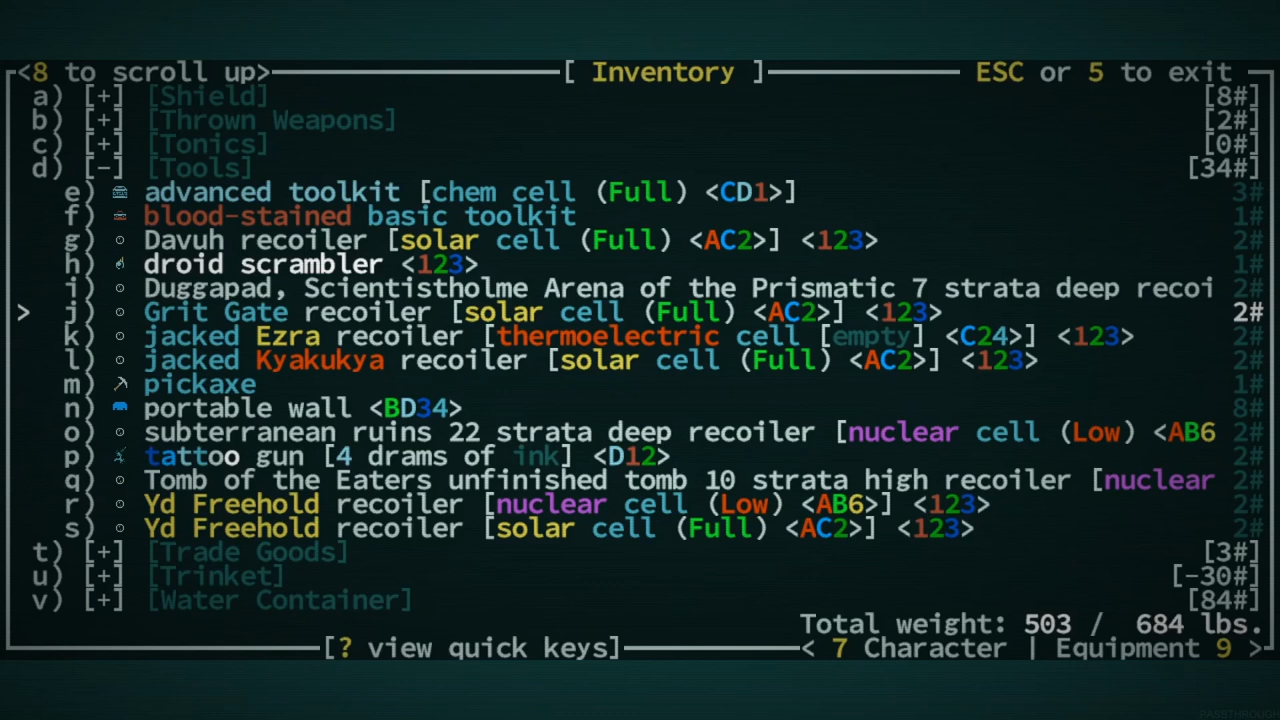 <8 to scroll up> [ Inventory ] ESC or 5 to exit
a) [+] [Shield] [8#]
b) [+] [Thrown Weapons] [2#]
c) [+] [Tonics] [0#]
d) [-] [Tools] [34#]
e) advanced toolkit [chem cell (Full) <CD1>] 3#
f) blood-stained basic toolkit 1#
g) Davuh recoiler [solar cell (Full) <AC2>] <123> 2#
h) droid scrambler <123> 1#
i) Duggapad, Scientistholme Arena of the Prismatic 7 strata deep recoi 2#
> j) Grit Gate recoiler [solar cell (Full) <AC2>] <123> 2#
k) jacked Ezra recoiler [thermoelectric cell [empty] <C24>] <123> 2#
l) jacked Kyakukya recoiler [solar cell (Full) <AC2>] <123> 2#
m) pickaxe 1#
n) portable wall <BD34> 8#
o) subterranean ruins 22 strata deep recoiler [nuclear cell (Low) <AB6 2#
p) tattoo gun [4 drams of ink] <D12> 2#
q) Tomb of the Eaters unfinished tomb 10 strata high recoiler [nuclear 2#
r) Yd Freehold recoiler [nuclear cell (Low) <AB6>] <123> 2#
s) Yd Freehold recoiler [solar cell (Full) <AC2>] <123> 2#
t) [+] [Trade Goods] [3#]
u) [+] [Trinket] [-30#]
v) [+] [Water Container] [84#]
Total weight: 503 / 684 lbs.
[? view quick keys] < 7 Character | Equipment 9 >